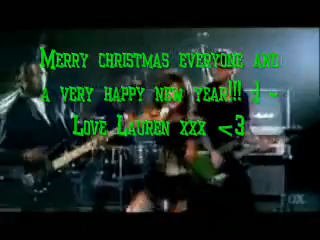 Merry christmas everyone and
a very happy new year!!! :] -
Love Lauren xxx <3